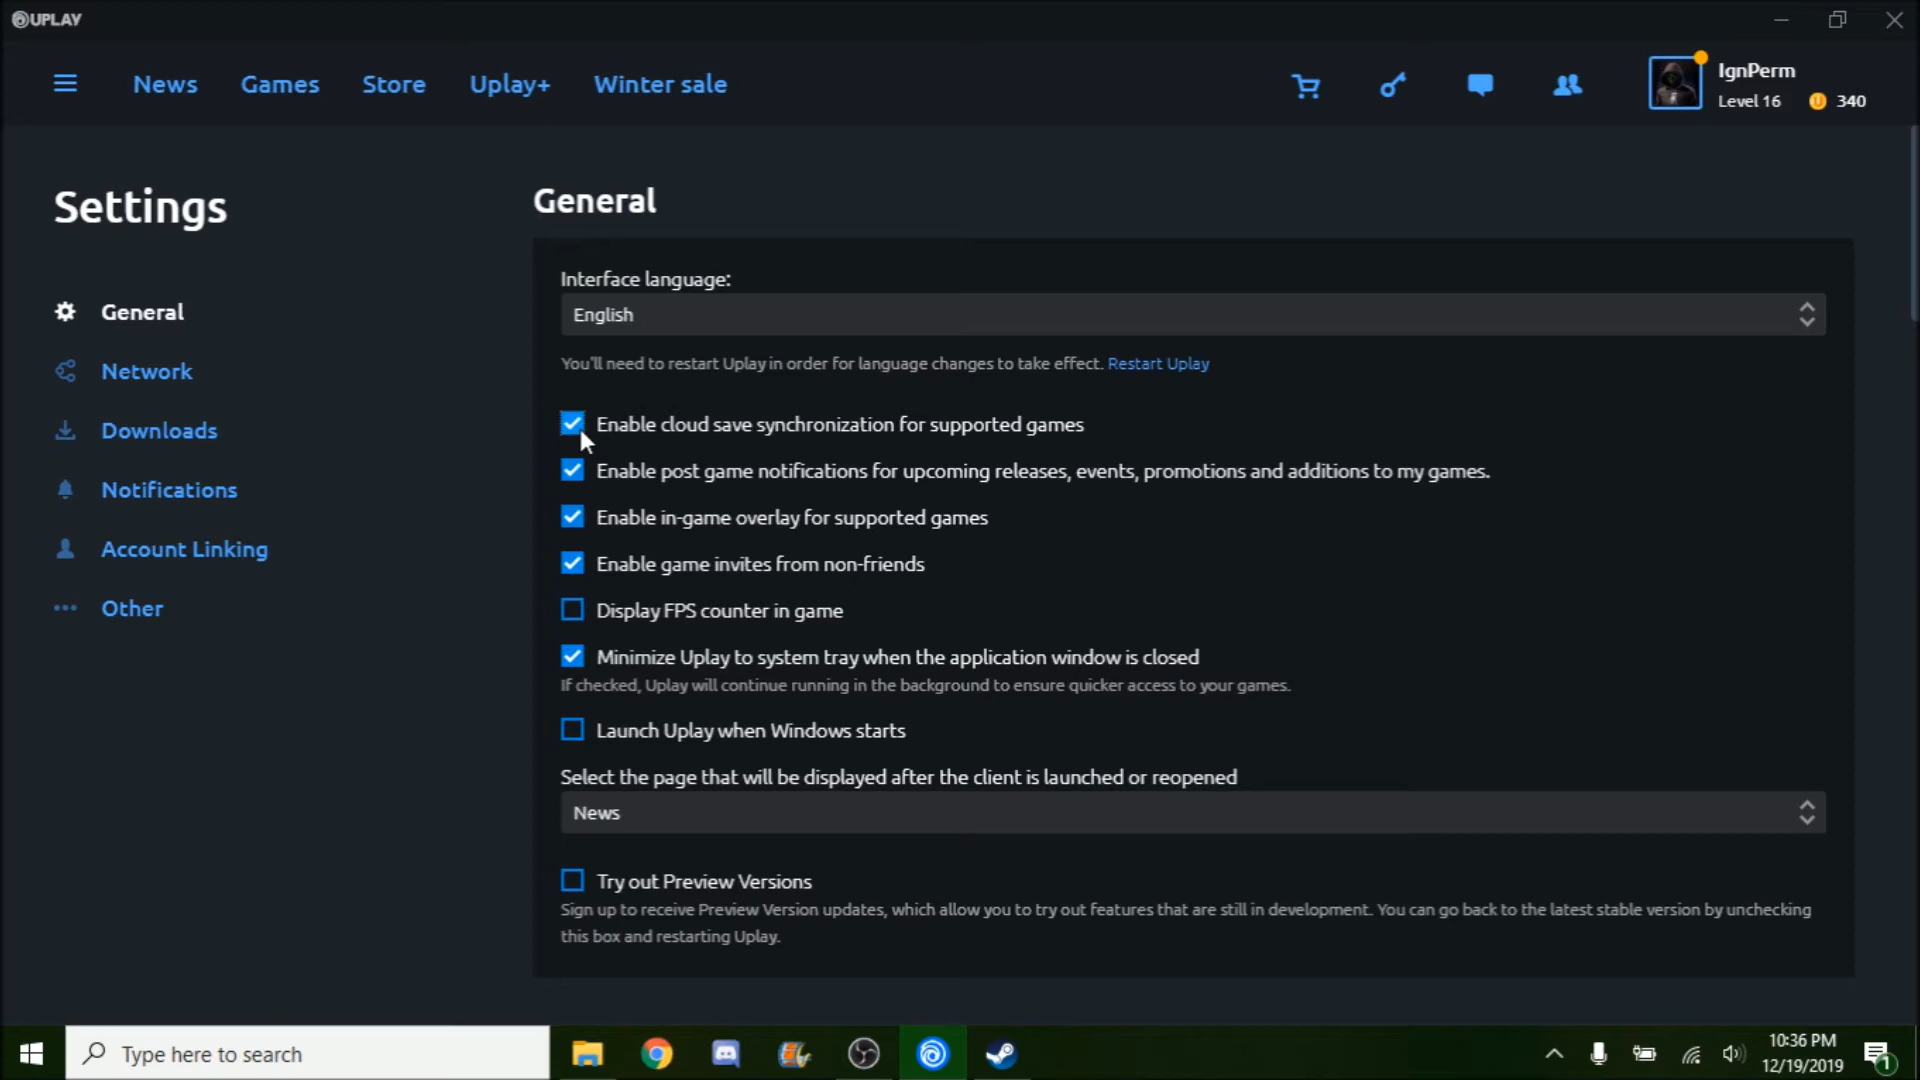 UPLAY
News Games Store Uplay+ Winter sale
IgnPerm
Level 16 340
Settings
General
Network
Downloads
Notifications
Account Linking
Other
General
Interface language:
English
You'll need to restart Uplay in order for language changes to take effect. Restart Uplay
Enable cloud save synchronization for supported games
Enable post game notifications for upcoming releases, events, promotions and additions to my games.
Enable in-game overlay for supported games
Enable game invites from non-friends
Display FPS counter in game
Minimize Uplay to system tray when the application window is closed
If checked, Uplay will continue running in the background to ensure quicker access to your games.
Launch Uplay when Windows starts
Select the page that will be displayed after the client is launched or reopened
News
Try out Preview Versions
Sign up to receive Preview Version updates, which allow you to try out features that are still in development. You can go back to the latest stable version by unchecking
this box and restarting Uplay.
Type here to search
10:36 PM
12/19/2019
1